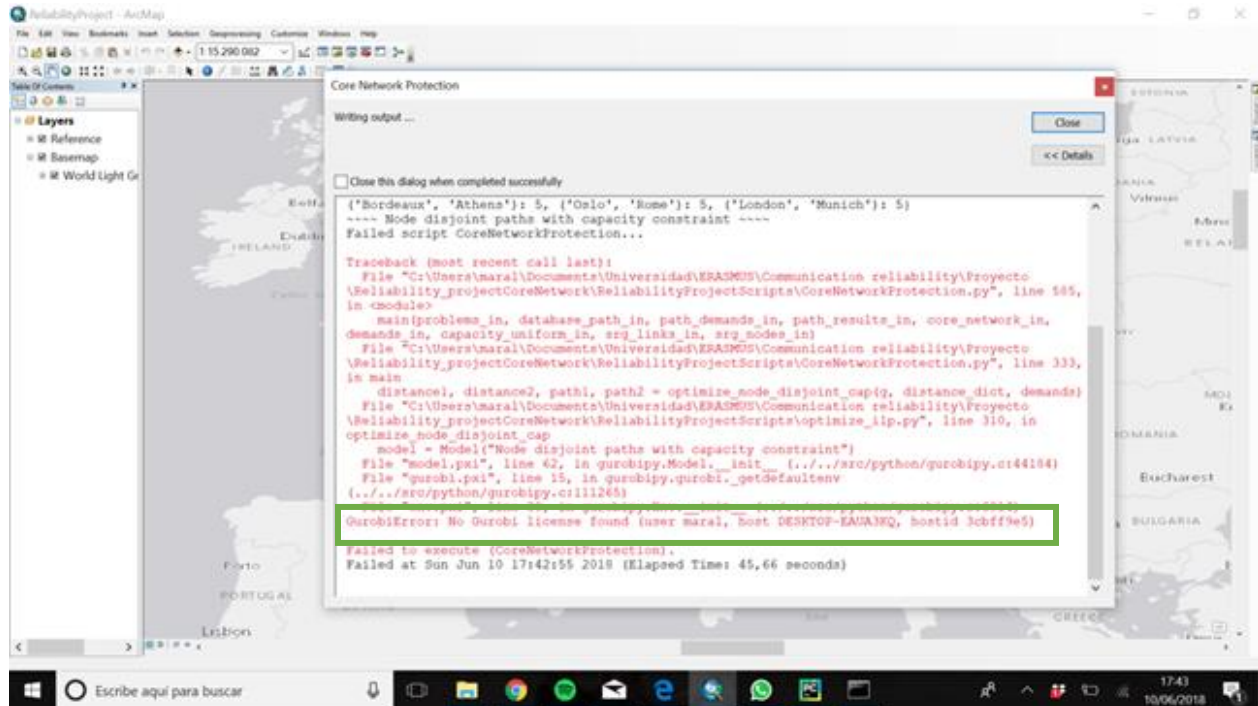 ReliabilityProject - ArcMap
File Edit View Bookmarks Insert Selection Geoprocessing Customize Windows Help
1:15.290.082
Table Of Contents
Layers
Reference
Basemap
World Light Gr
Core Network Protection
Writing output ...
Close
<< Details
Close this dialog when completed successfully
('Bordeaux', 'Athens'): 5, ('Oslo', 'Rome'): 5, ('London', 'Munich'): 5}
---- Node disjoint paths with capacity constraint ----
Failed script CoreNetworkProtection...
Traceback (most recent call last):
File "C:\Users\maral\Documents\Universidad\ERASMUS\Communication reliability\Proyecto
\Reliability_projectCoreNetwork\ReliabilityProjectScripts\CoreNetworkProtection.py", line 585,
in <module>
main(problems_in, database_path_in, path_demands_in, path_results_in, core_network_in,
demands_in, capacity_uniform_in, srg_links_in, srg_nodes_in)
File "C:\Users\maral\Documents\Universidad\ERASMUS\Communication reliability\Proyecto
\Reliability_projectCoreNetwork\ReliabilityProjectScripts\CoreNetworkProtection.py", line 333,
in main
distance1, distance2, path1, path2 = optimize_node_disjoint_cap(g, distance_dict, demands)
File "C:\Users\maral\Documents\Universidad\ERASMUS\Communication reliability\Proyecto
\Reliability_projectCoreNetwork\ReliabilityProjectScripts\optimize_ilp.py", line 310, in
optimize_node_disjoint_cap
model = Model("Node disjoint paths with capacity constraint")
File "model.pxi", line 62, in gurobipy.Model.__init__ (../../src/python/gurobipy.c:44184)
File "gurobi.pxi", line 15, in gurobipy.gurobi._getdefaultenv
(../../src/python/gurobipy.c:111265)
GurobiError: No Gurobi license found (user maral, host DESKTOP-EAUA3KQ, hostid 3cbff9e5)
Failed to execute (CoreNetworkProtection).
Failed at Sun Jun 10 17:42:55 2018 (Elapsed Time: 45,66 seconds)
ESTONIA
LATVIA
Vilnius
IRELAND
Bucharest
BULGARIA
Porto
PORTUGAL
Lisbon
GREECE
Escribe aquí para buscar
17:43
10/06/2018